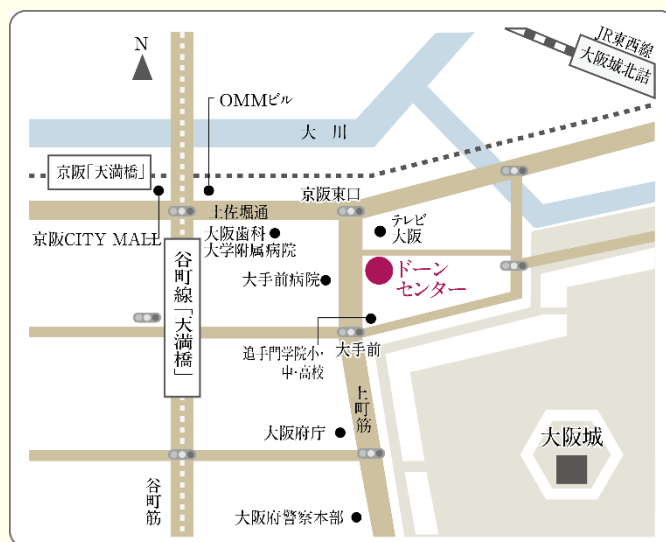 JR東西線
大阪城北詰
N
OMMビル
大川
京阪「天満橋」
京阪東口
土佐堀通
テレビ
大阪
京阪CITY MALL
大阪歯科
大学附属病院
谷町線「天満橋」
大手前病院
ドーン
センター
追手門学院小・
中・高校
大手前
上町筋
大阪府庁
大阪城
谷町筋
大阪府警察本部